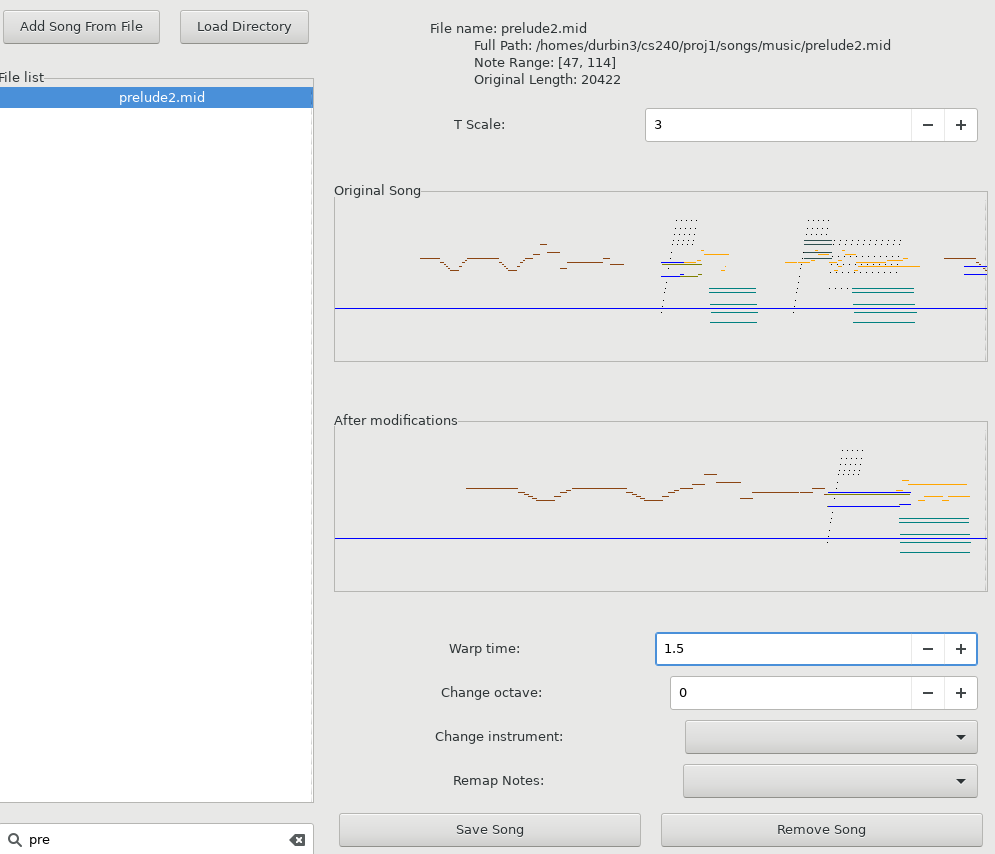 Add Song From File
Load Directory
File list
prelude2.mid
pre
File name: prelude2.mid
Full Path: /homes/durbin3/cs240/proj1/songs/music/prelude2.mid
Note Range: [47, 114]
Original Length: 20422
T Scale:
3
Original Song
After modifications
Warp time:
1.5
Change octave:
0
Change instrument:
Remap Notes:
Save Song
Remove Song